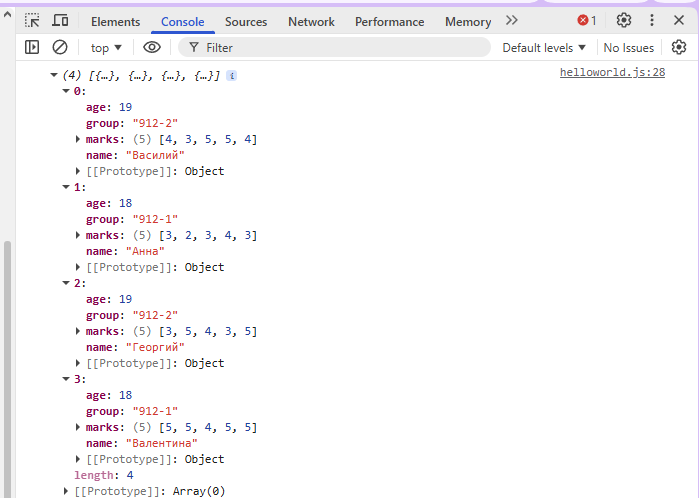 Elements Console Sources Network Performance Memory 1
top Filter Default levels No Issues
(4) [{…}, {…}, {…}, {…}] i helloworld.js:28
0:
age: 19
group: "912-2"
marks: (5) [4, 3, 5, 5, 4]
name: "Василий"
[[Prototype]]: Object
1:
age: 18
group: "912-1"
marks: (5) [3, 2, 3, 4, 3]
name: "Анна"
[[Prototype]]: Object
2:
age: 19
group: "912-2"
marks: (5) [3, 5, 4, 3, 5]
name: "Георгий"
[[Prototype]]: Object
3:
age: 18
group: "912-1"
marks: (5) [5, 5, 4, 5, 5]
name: "Валентина"
[[Prototype]]: Object
length: 4
[[Prototype]]: Array(0)